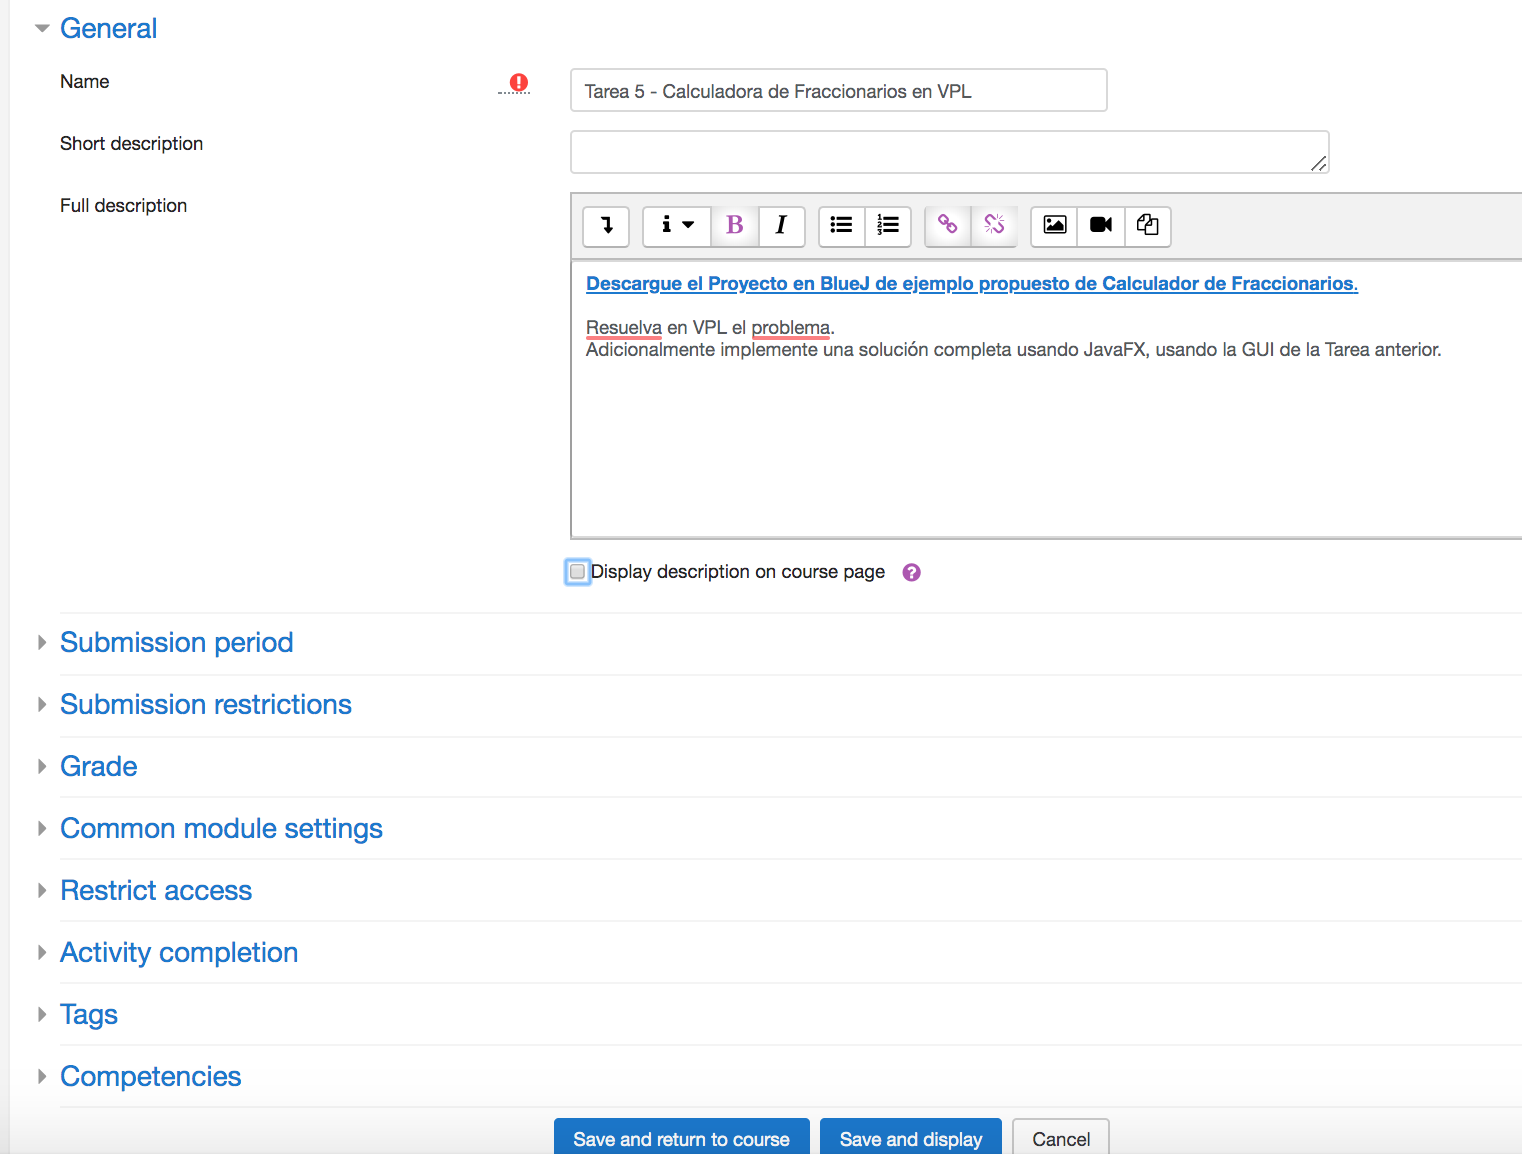 General
Name
Tarea 5 - Calculadora de Fraccionarios en VPL
Short description
Full description
B I
Descargue el Proyecto en BlueJ de ejemplo propuesto de Calculador de Fraccionarios.
Resuelva en VPL el problema.
Adicionalmente implemente una solución completa usando JavaFX, usando la GUI de la Tarea anterior.
Display description on course page
Submission period
Submission restrictions
Grade
Common module settings
Restrict access
Activity completion
Tags
Competencies
Save and return to course Save and display Cancel